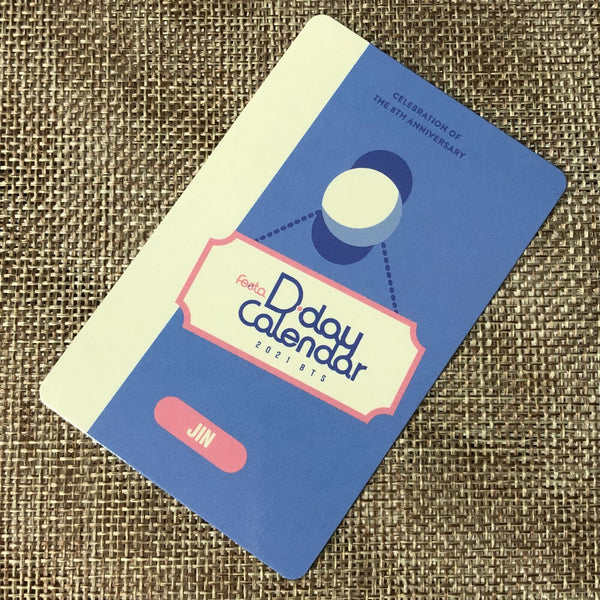 CELEBRATION OF
THE 8TH ANNIVERSARY
festa
D-day
Calendar
2021 BTS
JIN